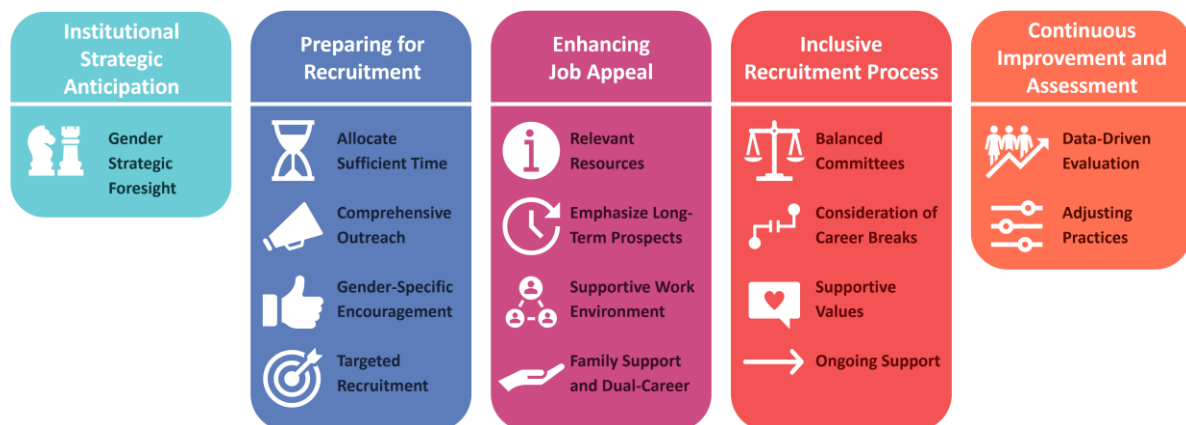 Institutional
Strategic
Anticipation
Gender
Strategic
Foresight
Preparing for
Recruitment
Allocate
Sufficient Time
Comprehensive
Outreach
Gender-Specific
Encouragement
Targeted
Recruitment
Enhancing
Job Appeal
Relevant
Resources
Emphasize Long-
Term Prospects
Supportive Work
Environment
Family Support
and Dual-Career
Inclusive
Recruitment Process
Balanced
Committees
Consideration of
Career Breaks
Supportive
Values
Ongoing Support
Continuous
Improvement and
Assessment
Data-Driven
Evaluation
Adjusting
Practices